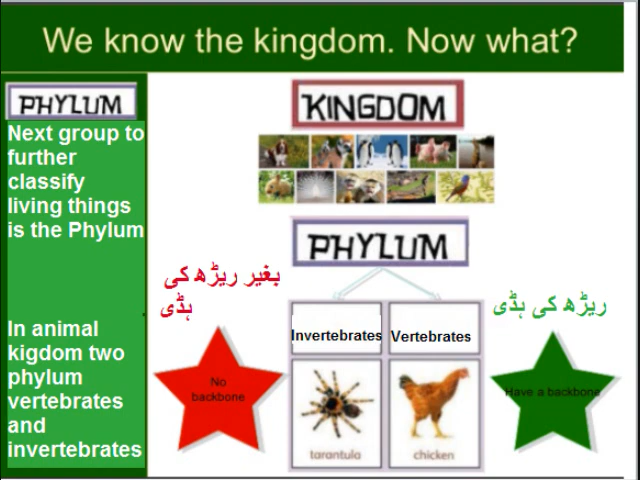 We know the kingdom. Now what?
PHYLUM
Next group to
further
classify
living things
is the Phylum
In animal
kigdom two
phylum
vertebrates
and
invertebrates
KINGDOM
PHYLUM
بغیر ریڑھ کی
ہڈی
ریڑھ کی ہڈی
Invertebrates
Vertebrates
No
backbone
tarantula
chicken
Have a backbone